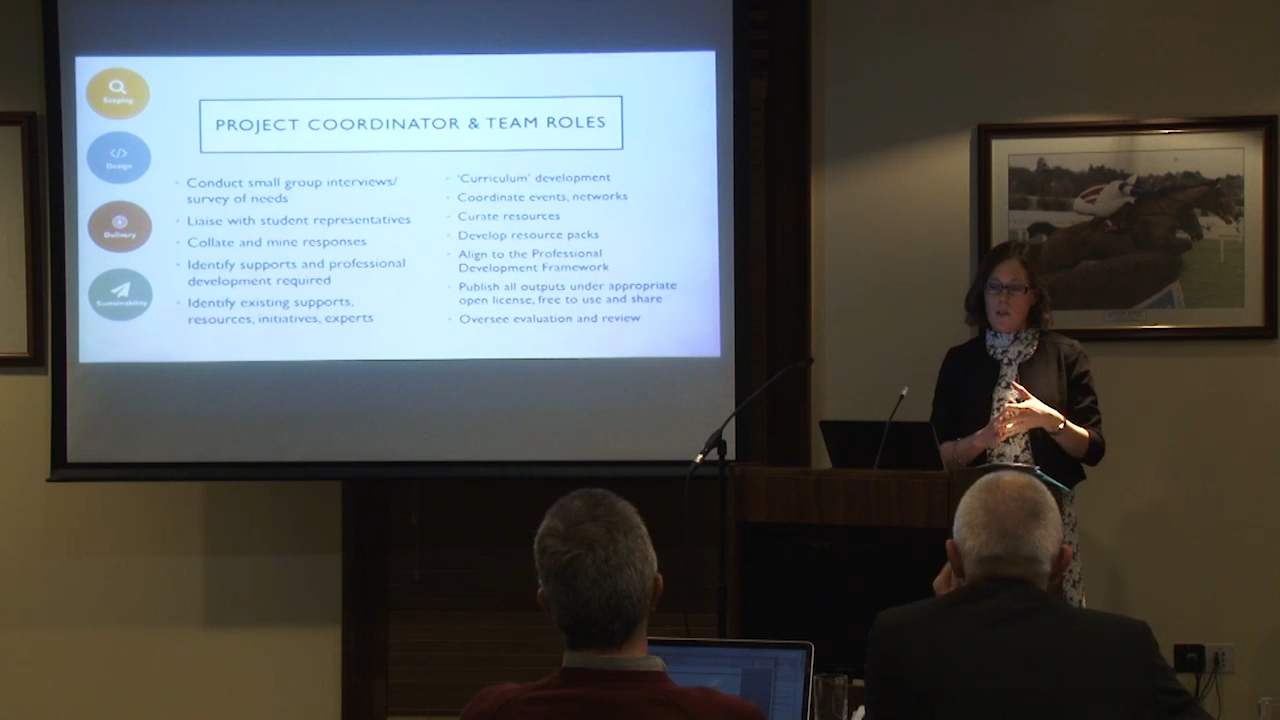 Scoping
Design
Delivery
Sustainability
PROJECT COORDINATOR & TEAM ROLES
Conduct small group interviews/
survey of needs
Liaise with student representatives
Collate and mine responses
Identify supports and professional
development required
Identify existing supports,
resources, initiatives, experts
'Curriculum' development
Coordinate events, networks
Curate resources
Develop resource packs
Align to the Professional
Development Framework
Publish all outputs under appropriate
open license, free to use and share
Oversee evaluation and review